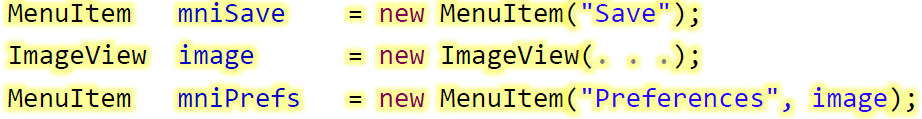 MenuItem mniSave = new MenuItem("Save");
ImageView image = new ImageView(. . .);
MenuItem mniPrefs = new MenuItem("Preferences", image);